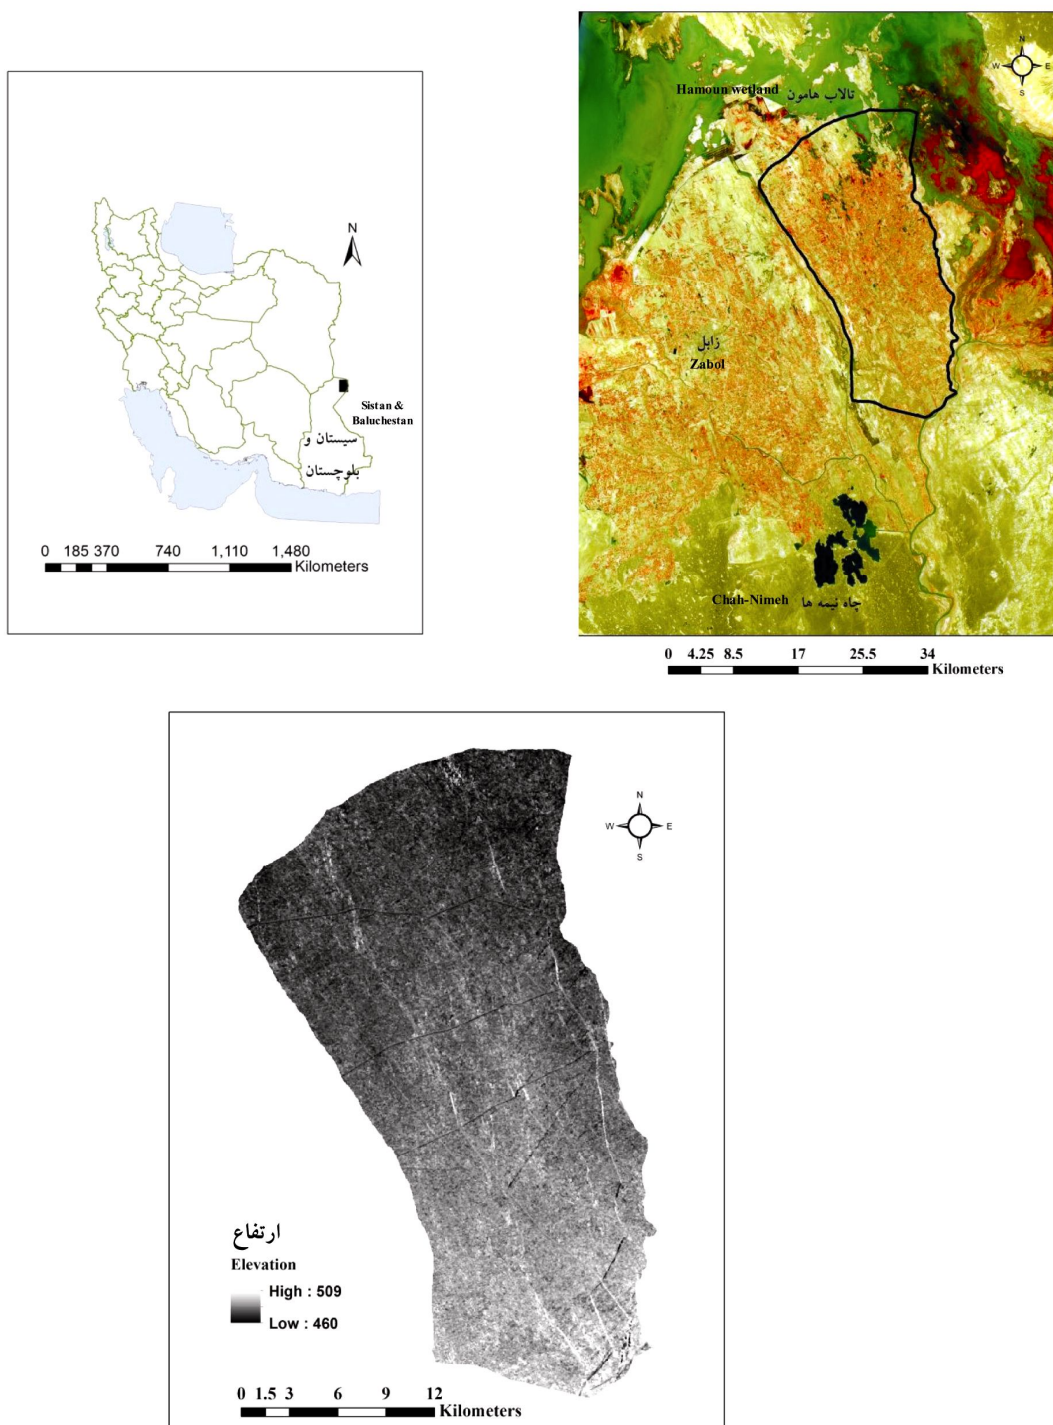 N
Sistan &
Baluchestan
سیستان و
بلوچستان
0 185 370 740 1,110 1,480
Kilometers
N
W E
S
Hamoun wetland تالاب هامون
زابل
Zabol
Chah-Nimeh چاه نیمه ها
0 4.25 8.5 17 25.5 34
Kilometers
N
W E
S
ارتفاع
Elevation
High : 509
Low : 460
0 1.5 3 6 9 12
Kilometers